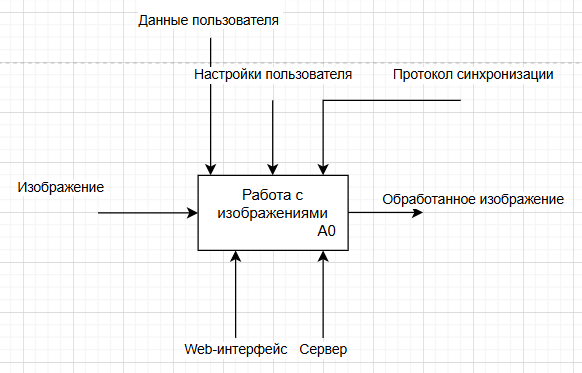 Данные пользователя
Настройки пользователя
Протокол синхронизации
Изображение
Работа с
изображениями
A0
Обработанное изображение
Web-интерфейс
Сервер